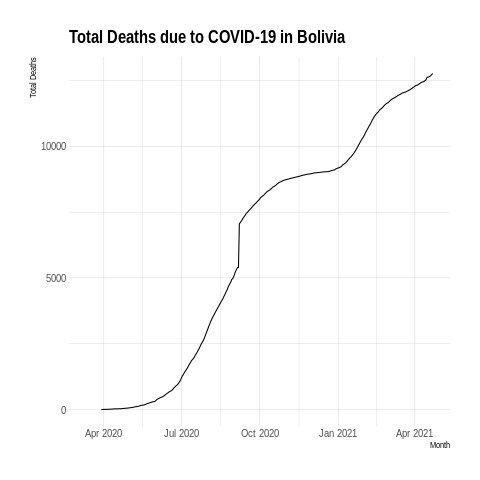 Total Deaths due to COVID-19 in Bolivia
Total Deaths
10000
5000
0
Apr 2020 Jul 2020 Oct 2020 Jan 2021 Apr 2021
Month